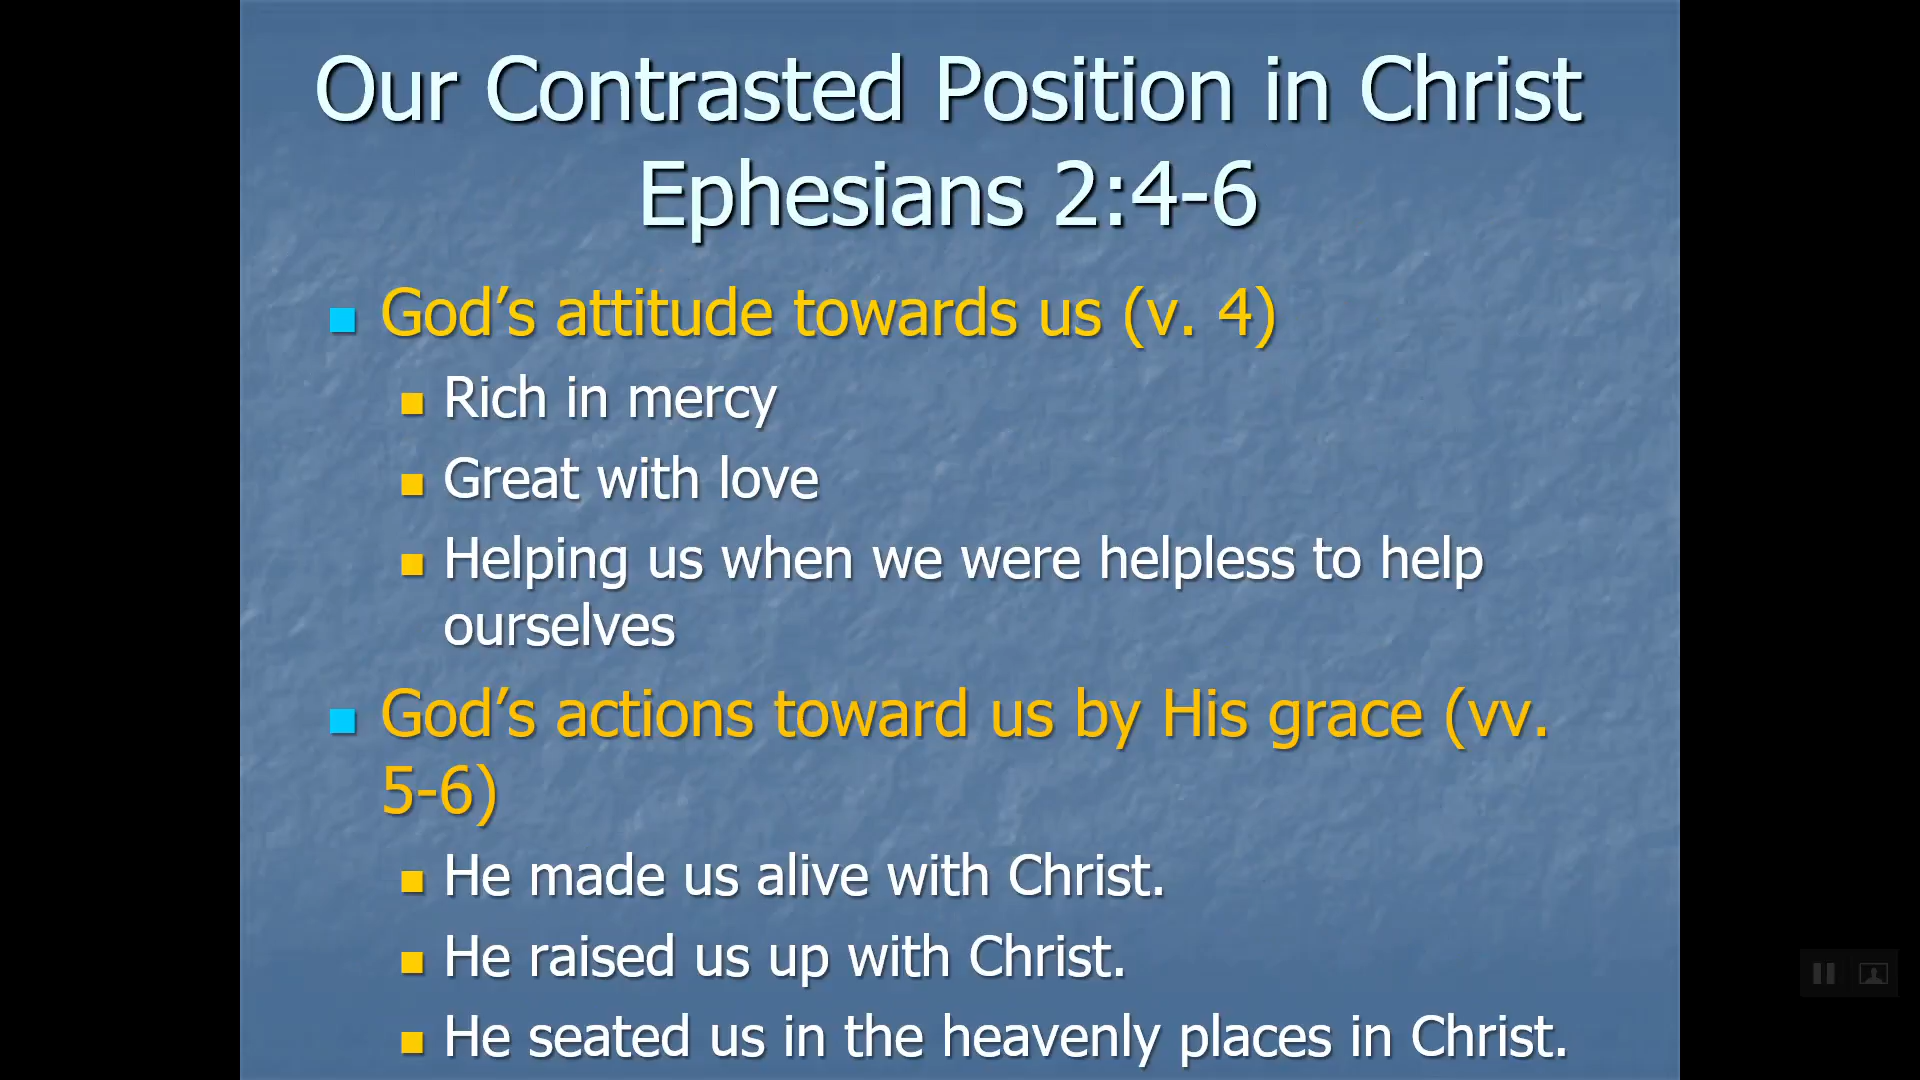 Our Contrasted Position in Christ
Ephesians 2:4-6
God’s attitude towards us (v. 4)
Rich in mercy
Great with love
Helping us when we were helpless to help
ourselves
God’s actions toward us by His grace (vv.
5-6)
He made us alive with Christ.
He raised us up with Christ.
He seated us in the heavenly places in Christ.